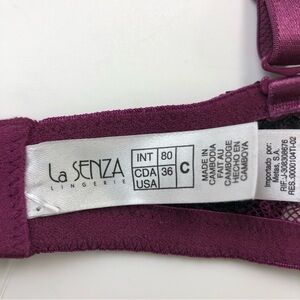 La SENZA
LINGERIE
INT 80
CDA 36
USA
C
MADE IN
CAMBODIA
FAIT AU
CAMBODGE
HECHO EN
CAMBOYA
Importado por:
Metas, S.A.